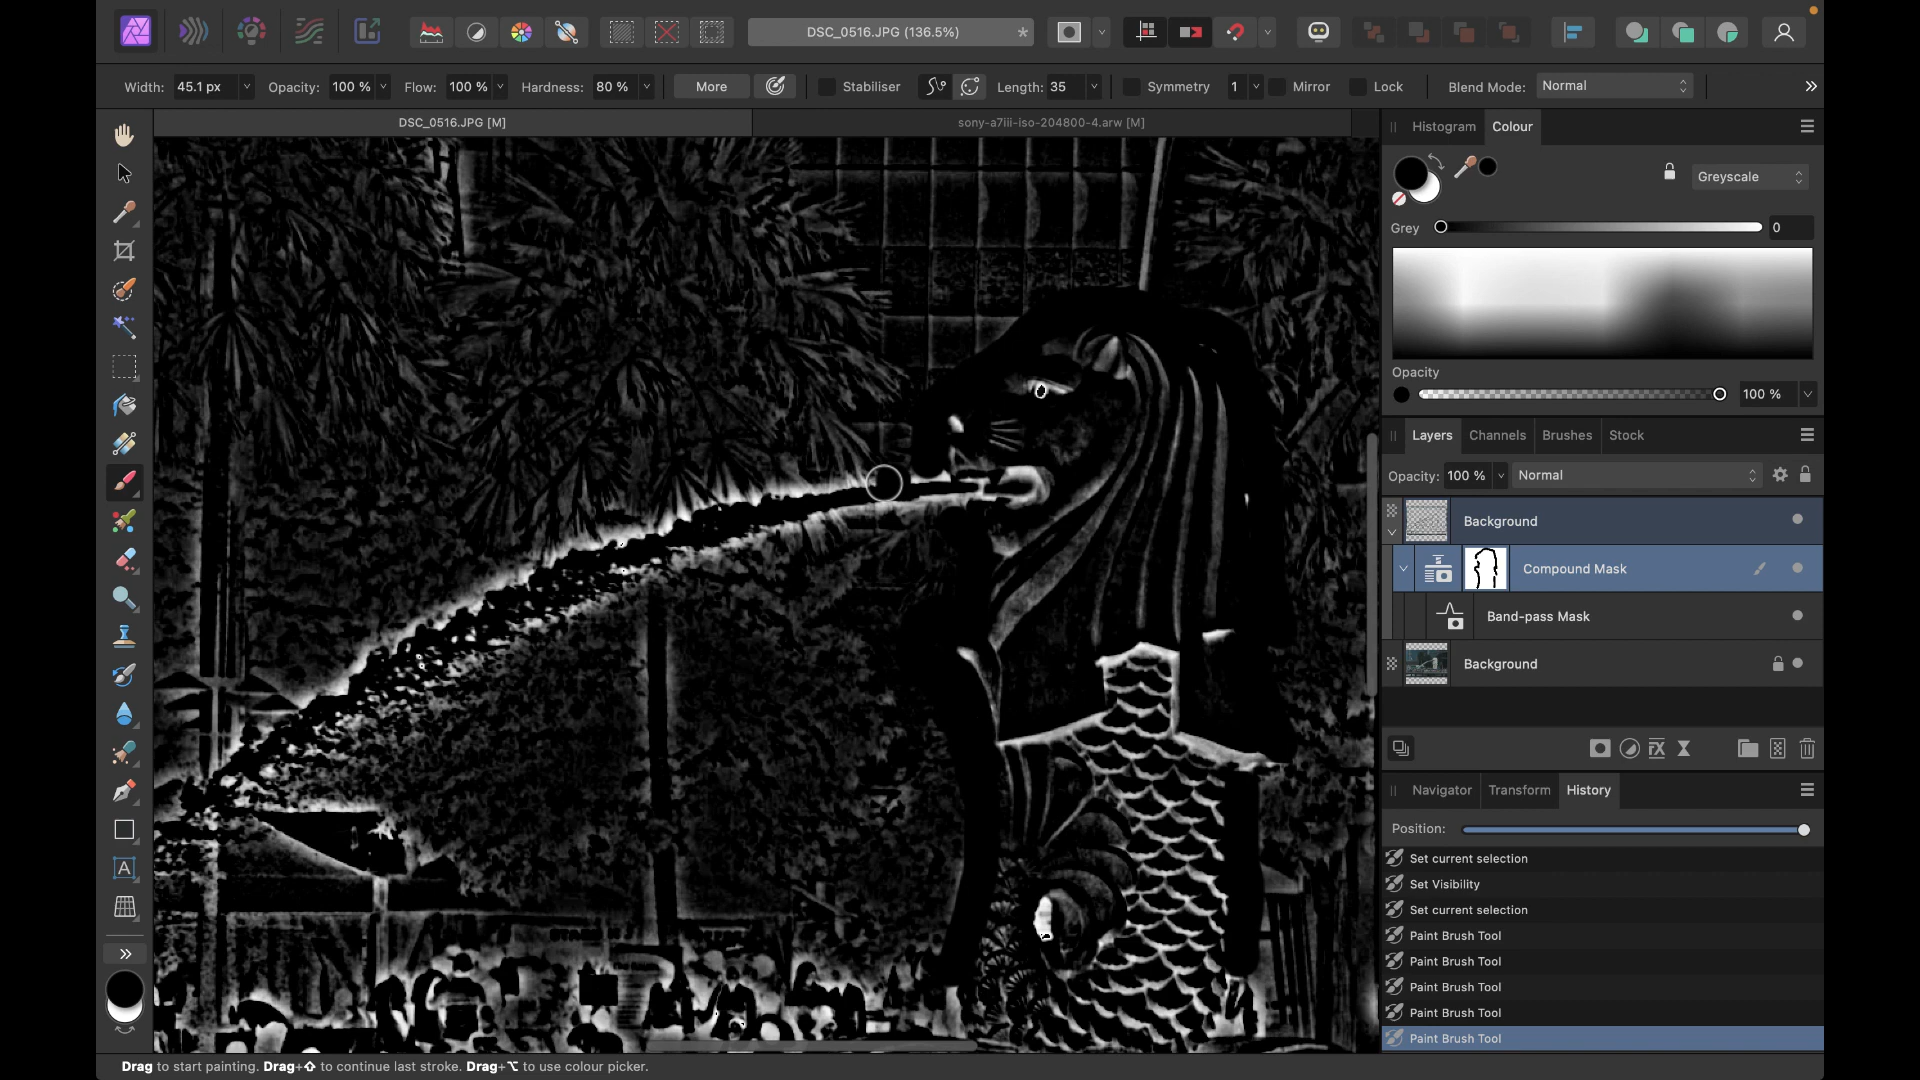 DSC_0516.JPG (136.5%) *
Width: 45.1 px Opacity: 100 % Flow: 100 % Hardness: 80 % More Stabiliser Length: 35 Symmetry 1 Mirror Lock Blend Mode: Normal
DSC_0516.JPG [M] sony-a7iii-iso-204800-4.arw [M]
Histogram Colour
Greyscale
Grey 0
Opacity
100 %
Layers Channels Brushes Stock
Opacity: 100 % Normal
Background
Compound Mask
Band-pass Mask
Background
Navigator Transform History
Position:
Set current selection
Set Visibility
Set current selection
Paint Brush Tool
Paint Brush Tool
Paint Brush Tool
Paint Brush Tool
Paint Brush Tool
Drag to start painting. Drag+⇧ to continue last stroke. Drag+⌥ to use colour picker.